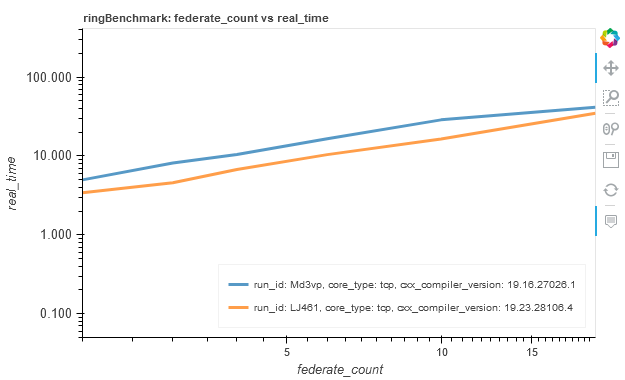 ringBenchmark: federate_count vs real_time
100.000
10.000
1.000
0.100
real_time
run_id: Md3vp, core_type: tcp, cxx_compiler_version: 19.16.27026.1
run_id: LJ461, core_type: tcp, cxx_compiler_version: 19.23.28106.4
5
10
15
federate_count